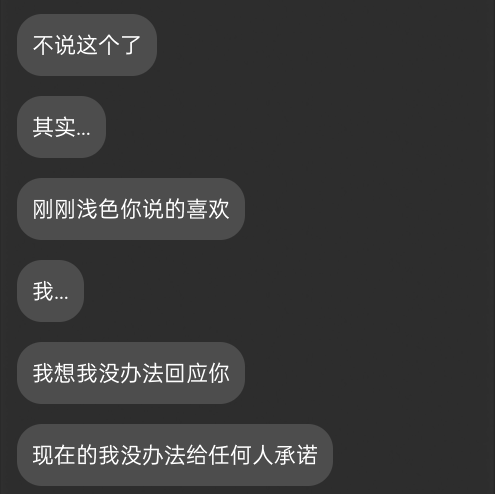 不说这个了
其实...
刚刚浅色你说的喜欢
我...
我想我没办法回应你
现在的我没办法给任何人承诺